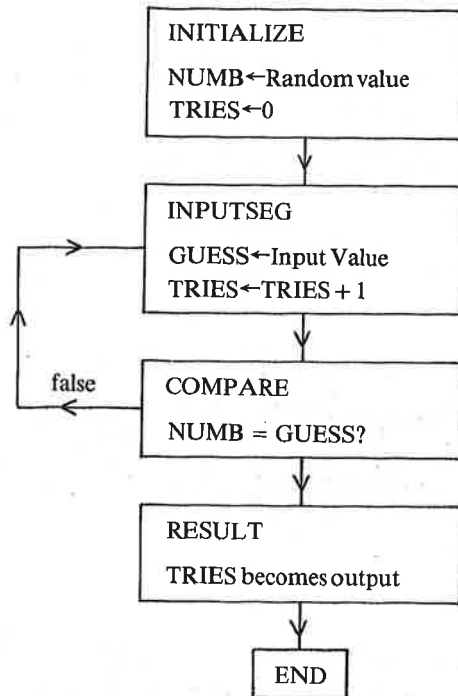 INITIALIZE
NUMB←Random value
TRIES←0
INPUTSEG
GUESS←Input Value
TRIES←TRIES + 1
false
COMPARE
NUMB = GUESS?
RESULT
TRIES becomes output
END